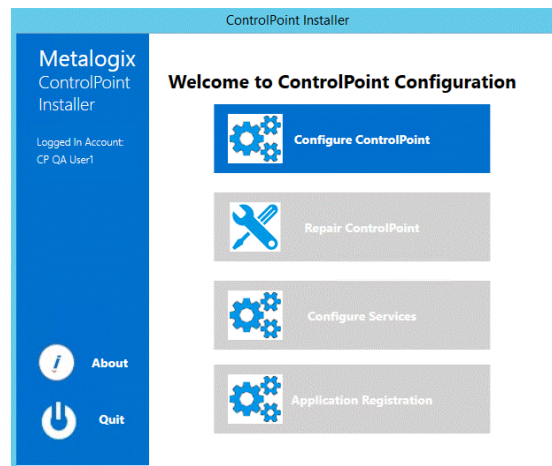 ControlPoint Installer
Metalogix
ControlPoint
Installer
Logged In Account:
CP QA User1
Welcome to ControlPoint Configuration
Configure ControlPoint
Repair ControlPoint
Configure Services
Application Registration
i
About
Quit